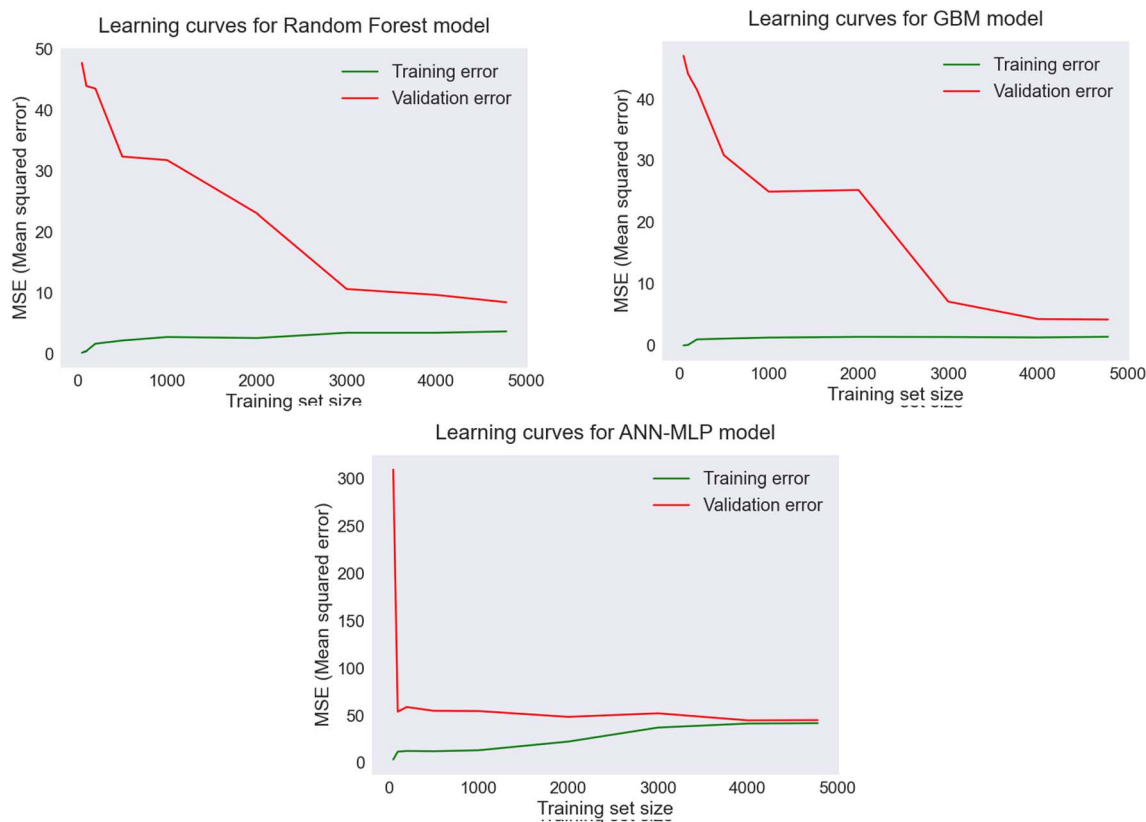 Learning curves for Random Forest model
50
40
30
20
10
0
MSE (Mean squared error)
Training error
Validation error
0 1000 2000 3000 4000 5000
Training set size
Learning curves for GBM model
40
30
20
10
0
MSE (Mean squared error)
Training error
Validation error
0 1000 2000 3000 4000 5000
Training set size
set size
Learning curves for ANN-MLP model
300
250
200
150
100
50
0
MSE (Mean squared error)
Training error
Validation error
0 1000 2000 3000 4000 5000
Training set size